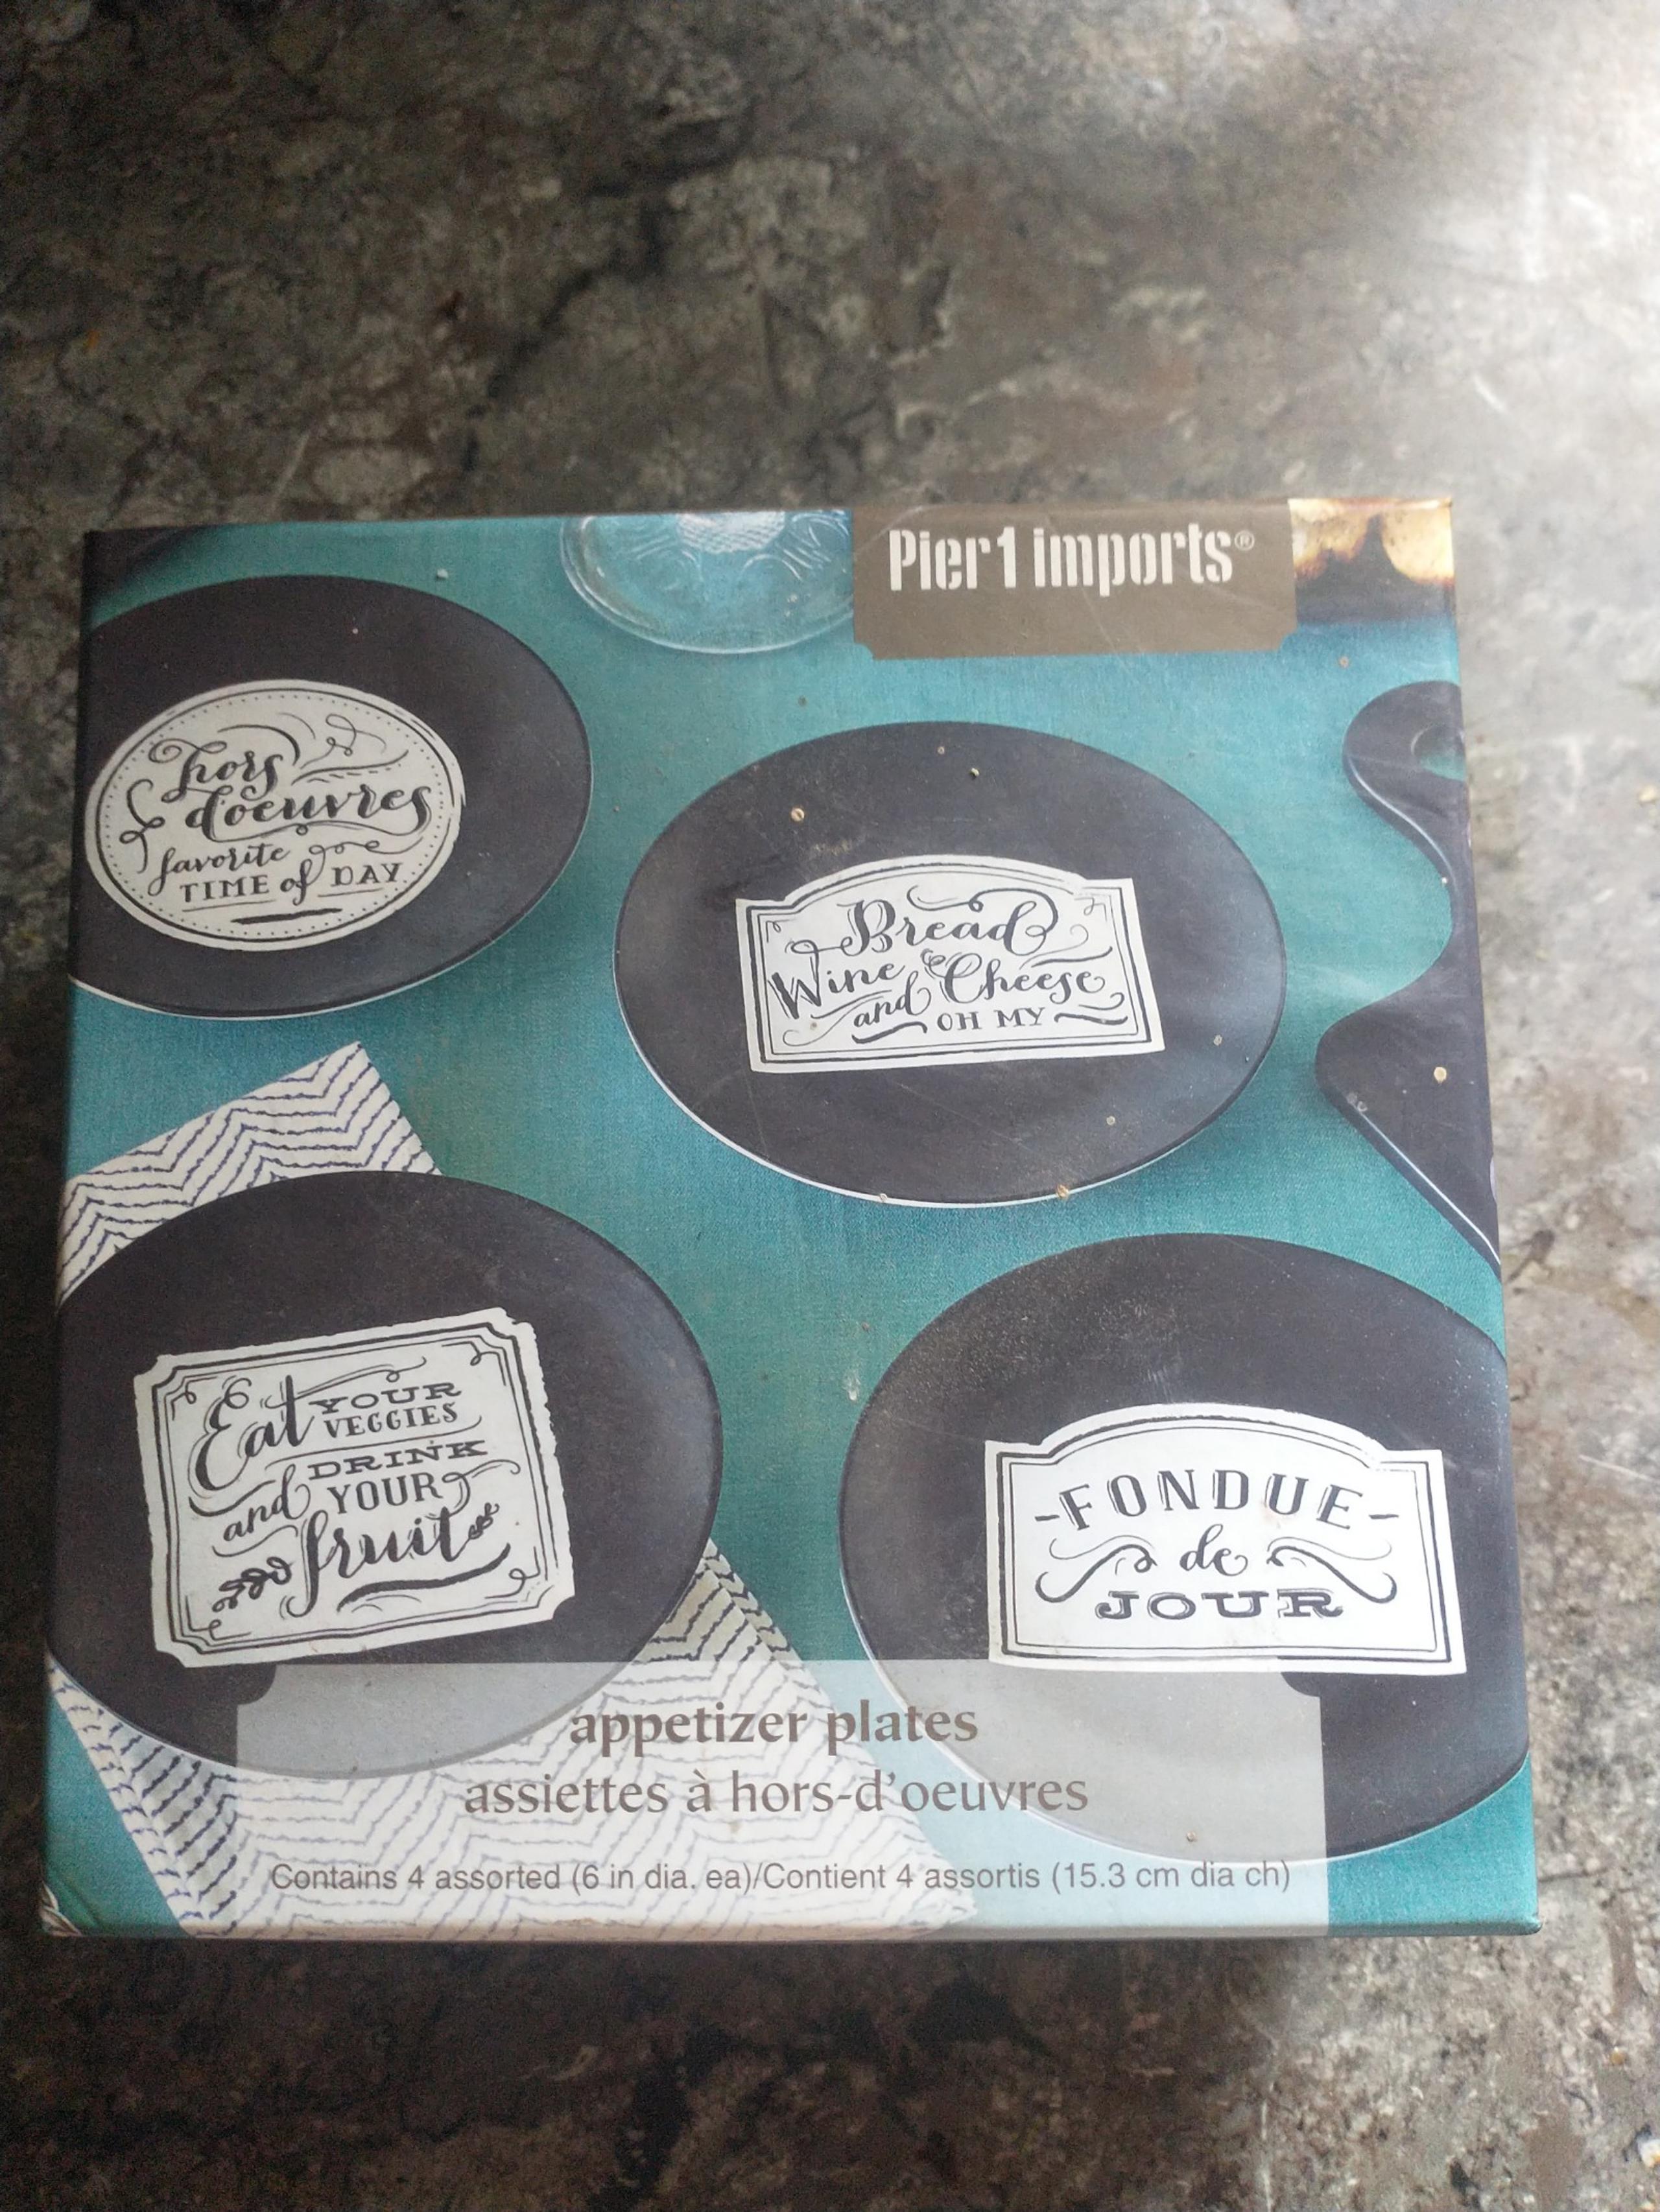 Pier 1 imports®
hors
d'oeuvres
favorite
TIME of DAY
Bread
Wine & Cheese
and OH MY
Eat YOUR
VEGGIES
DRINK
and YOUR
fruit
-FONDUE-
de
JOUR
appetizer plates
assiettes à hors-d'oeuvres
Contains 4 assorted (6 in dia. ea)/Contient 4 assortis (15.3 cm dia ch)